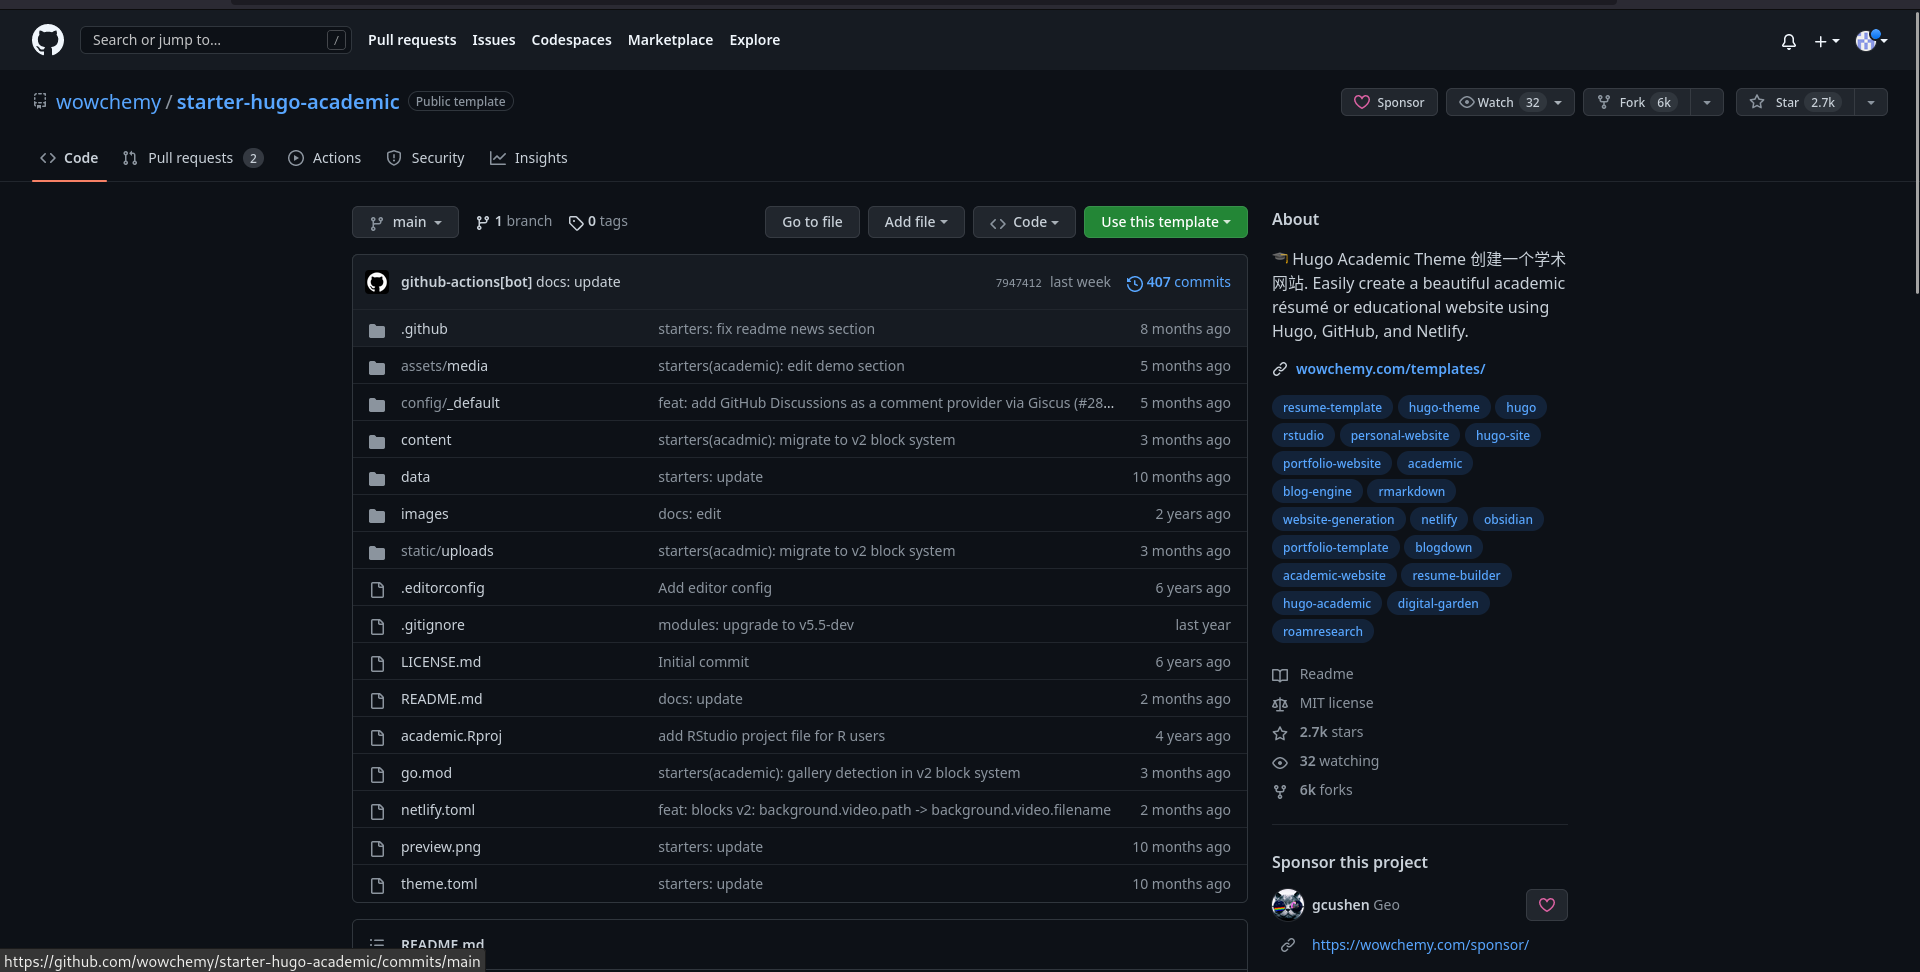 Search or jump to... /
Pull requests Issues Codespaces Marketplace Explore
wowchemy / starter-hugo-academic Public template
Sponsor Watch 32 Fork 6k Star 2.7k
Code Pull requests 2 Actions Security Insights
main 1 branch 0 tags Go to file Add file Code Use this template
github-actions[bot] docs: update 7947412 last week 407 commits
.github starters: fix readme news section 8 months ago
assets/media starters(academic): edit demo section 5 months ago
config/_default feat: add GitHub Discussions as a comment provider via Giscus (#28... 5 months ago
content starters(acadmic): migrate to v2 block system 3 months ago
data starters: update 10 months ago
images docs: edit 2 years ago
static/uploads starters(acadmic): migrate to v2 block system 3 months ago
.editorconfig Add editor config 6 years ago
.gitignore modules: upgrade to v5.5-dev last year
LICENSE.md Initial commit 6 years ago
README.md docs: update 2 months ago
academic.Rproj add RStudio project file for R users 4 years ago
go.mod starters(academic): gallery detection in v2 block system 3 months ago
netlify.toml feat: blocks v2: background.video.path -> background.video.filename 2 months ago
preview.png starters: update 10 months ago
theme.toml starters: update 10 months ago
README.md
About
🎓 Hugo Academic Theme 创建一个学术
网站. Easily create a beautiful academic
résumé or educational website using
Hugo, GitHub, and Netlify.
wowchemy.com/templates/
resume-template hugo-theme hugo
rstudio personal-website hugo-site
portfolio-website academic
blog-engine rmarkdown
website-generation netlify obsidian
portfolio-template blogdown
academic-website resume-builder
hugo-academic digital-garden
roamresearch
Readme
MIT license
2.7k stars
32 watching
6k forks
Sponsor this project
gcushen Geo
https://wowchemy.com/sponsor/
https://github.com/wowchemy/starter-hugo-academic/commits/main